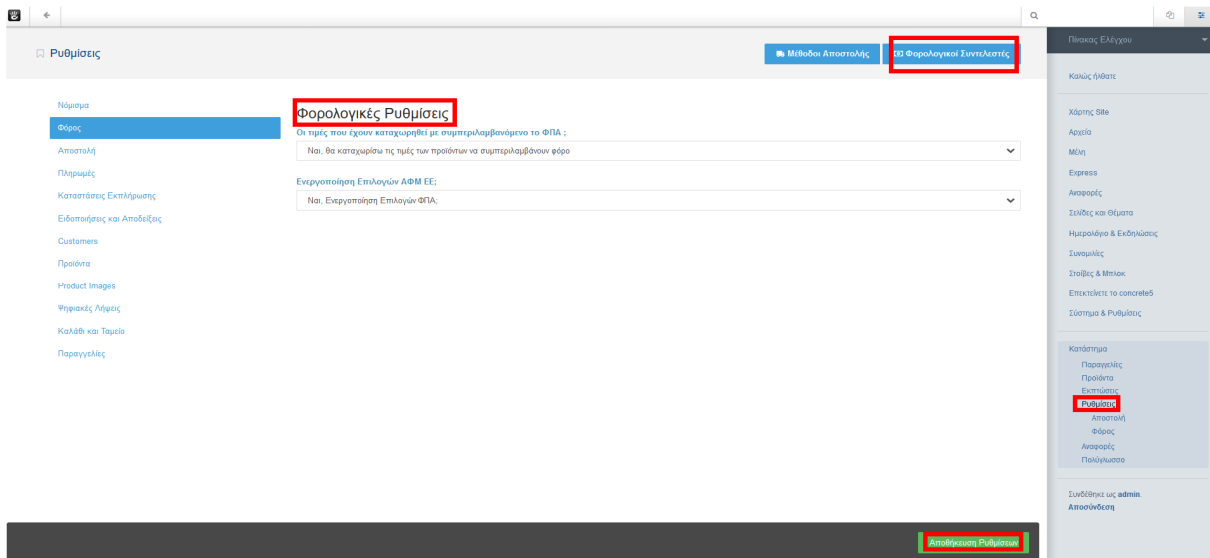 Ρυθμίσεις
Μέθοδοι Αποστολής
Φορολογικοί Συντελεστές
Νόμισμα
Φόρος
Αποστολή
Πληρωμές
Καταστάσεις Εκπλήρωσης
Ειδοποιήσεις και Αποδείξεις
Customers
Προϊόντα
Product Images
Ψηφιακές Λήψεις
Καλάθι και Ταμείο
Παραγγελίες
Φορολογικές Ρυθμίσεις
Οι τιμές που έχουν καταχωρηθεί με συμπεριλαμβανόμενο το ΦΠΑ ;
Ναι, θα καταχωρίσω τις τιμές των προϊόντων να συμπεριλαμβάνουν φόρο
Ενεργοποίηση Επιλογών ΑΦΜ ΕΕ;
Ναι, Ενεργοποίηση Επιλογών ΦΠΑ;
Αποθήκευση Ρυθμίσεων
Πίνακας Ελέγχου
Καλώς ήλθατε
Χάρτης Site
Αρχεία
Μέλη
Express
Αναφορές
Σελίδες και Θέματα
Ημερολόγιο & Εκδηλώσεις
Συνομιλίες
Στοίβες & Μπλοκ
Επεκτείνετε το concrete5
Σύστημα & Ρυθμίσεις
Κατάστημα
Παραγγελίες
Προϊόντα
Εκπτώσεις
Ρυθμίσεις
Αποστολή
Φόρος
Αναφορές
Πολύγλωσσο
Συνδέθηκε ως admin.
Αποσύνδεση